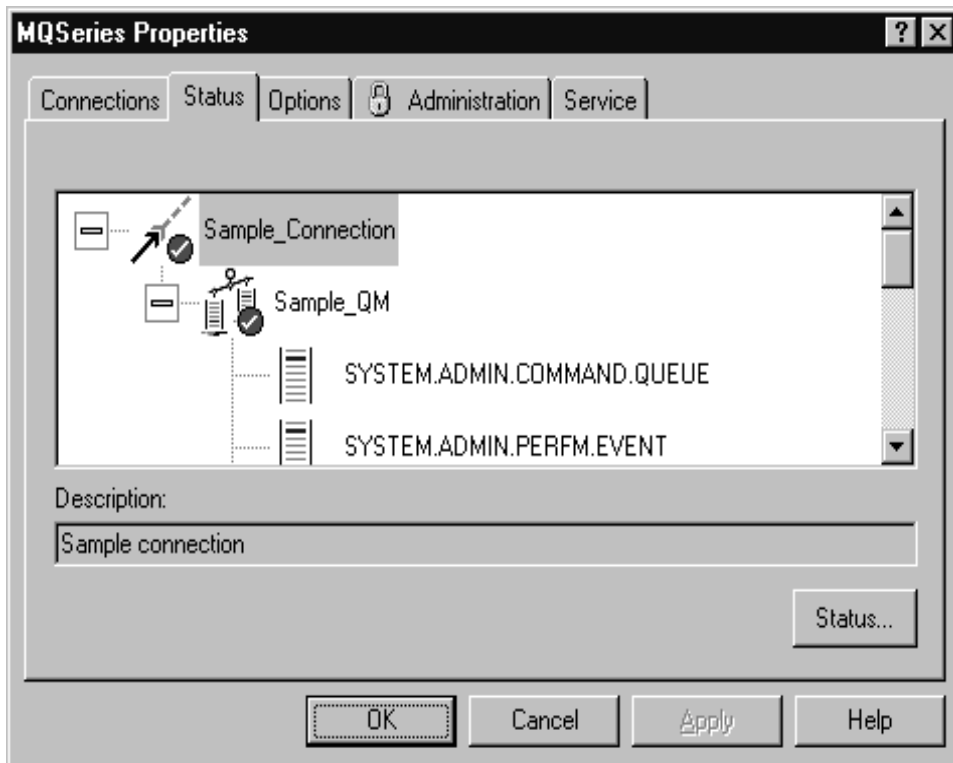 MQSeries Properties
Connections Status Options Administration Service
Sample_Connection
Sample_QM
SYSTEM.ADMIN.COMMAND.QUEUE
SYSTEM.ADMIN.PERFM.EVENT
Description:
Sample connection
Status...
OK Cancel Apply Help